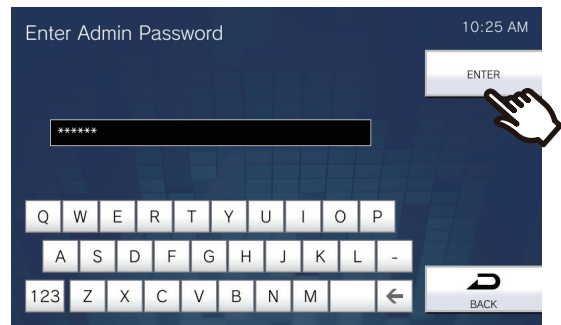 Enter Admin Password
10:25 AM
ENTER
******
Q W E R T Y U I O P
A S D F G H J K L -
123 Z X C V B N M ←
BACK